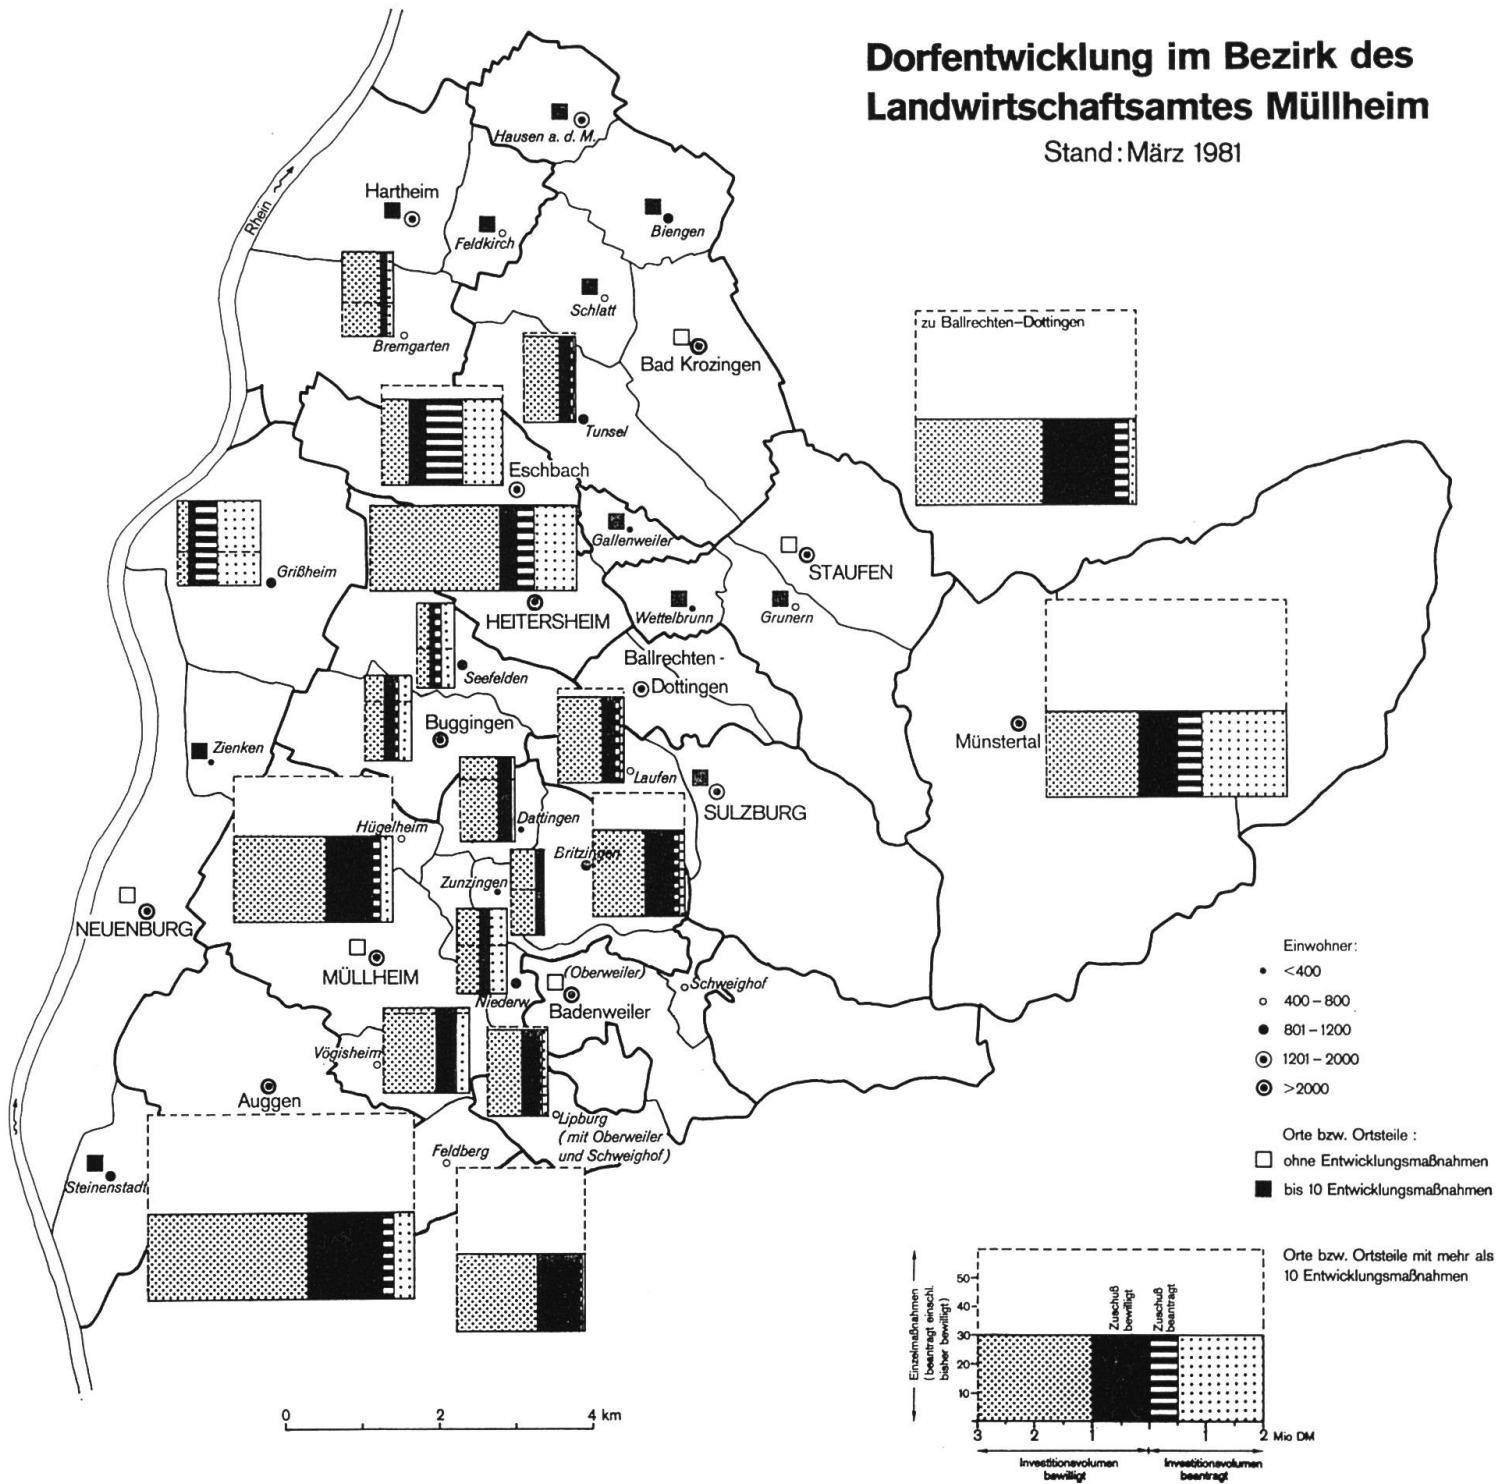 Dorfentwicklung im Bezirk des
Landwirtschaftsamtes Müllheim
Stand: März 1981
Rhein
Hausen a. d. M.
Hartheim
Feldkirch
Biengen
Schlatt
Bremgarten
Bad Krozingen
zu Ballrechten-Dottingen
Tunsel
Eschbach
Gallenweiler
Grißheim
STAUFEN
HEITERSHEIM
Wettelbrunn
Grunern
Seefelden
Ballrechten-
Dottingen
Buggingen
Münstertal
Zienken
Laufen
SULZBURG
Hügelheim
Dattingen
Britzingen
Zunzingen
NEUENBURG
MÜLLHEIM
(Oberweiler)
Schweighof
Niederw.
Badenweiler
Vögisheim
Auggen
Lipburg
(mit Oberweiler
und Schweighof)
Feldberg
Steinenstadt
Einwohner:
<400
400-800
801-1200
1201-2000
>2000
Orte bzw. Ortsteile:
ohne Entwicklungsmaßnahmen
bis 10 Entwicklungsmaßnahmen
Orte bzw. Ortsteile mit mehr als
10 Entwicklungsmaßnahmen
Einzelmaßnahmen
(beantragt einschl.
bisher bewilligt)
50
40
30
20
10
Zuschuß
bewilligt
Zuschuß
beantragt
3 2 1 1 2 Mio DM
Investitionsvolumen
bewilligt
Investitionsvolumen
beantragt
0 2 4 km